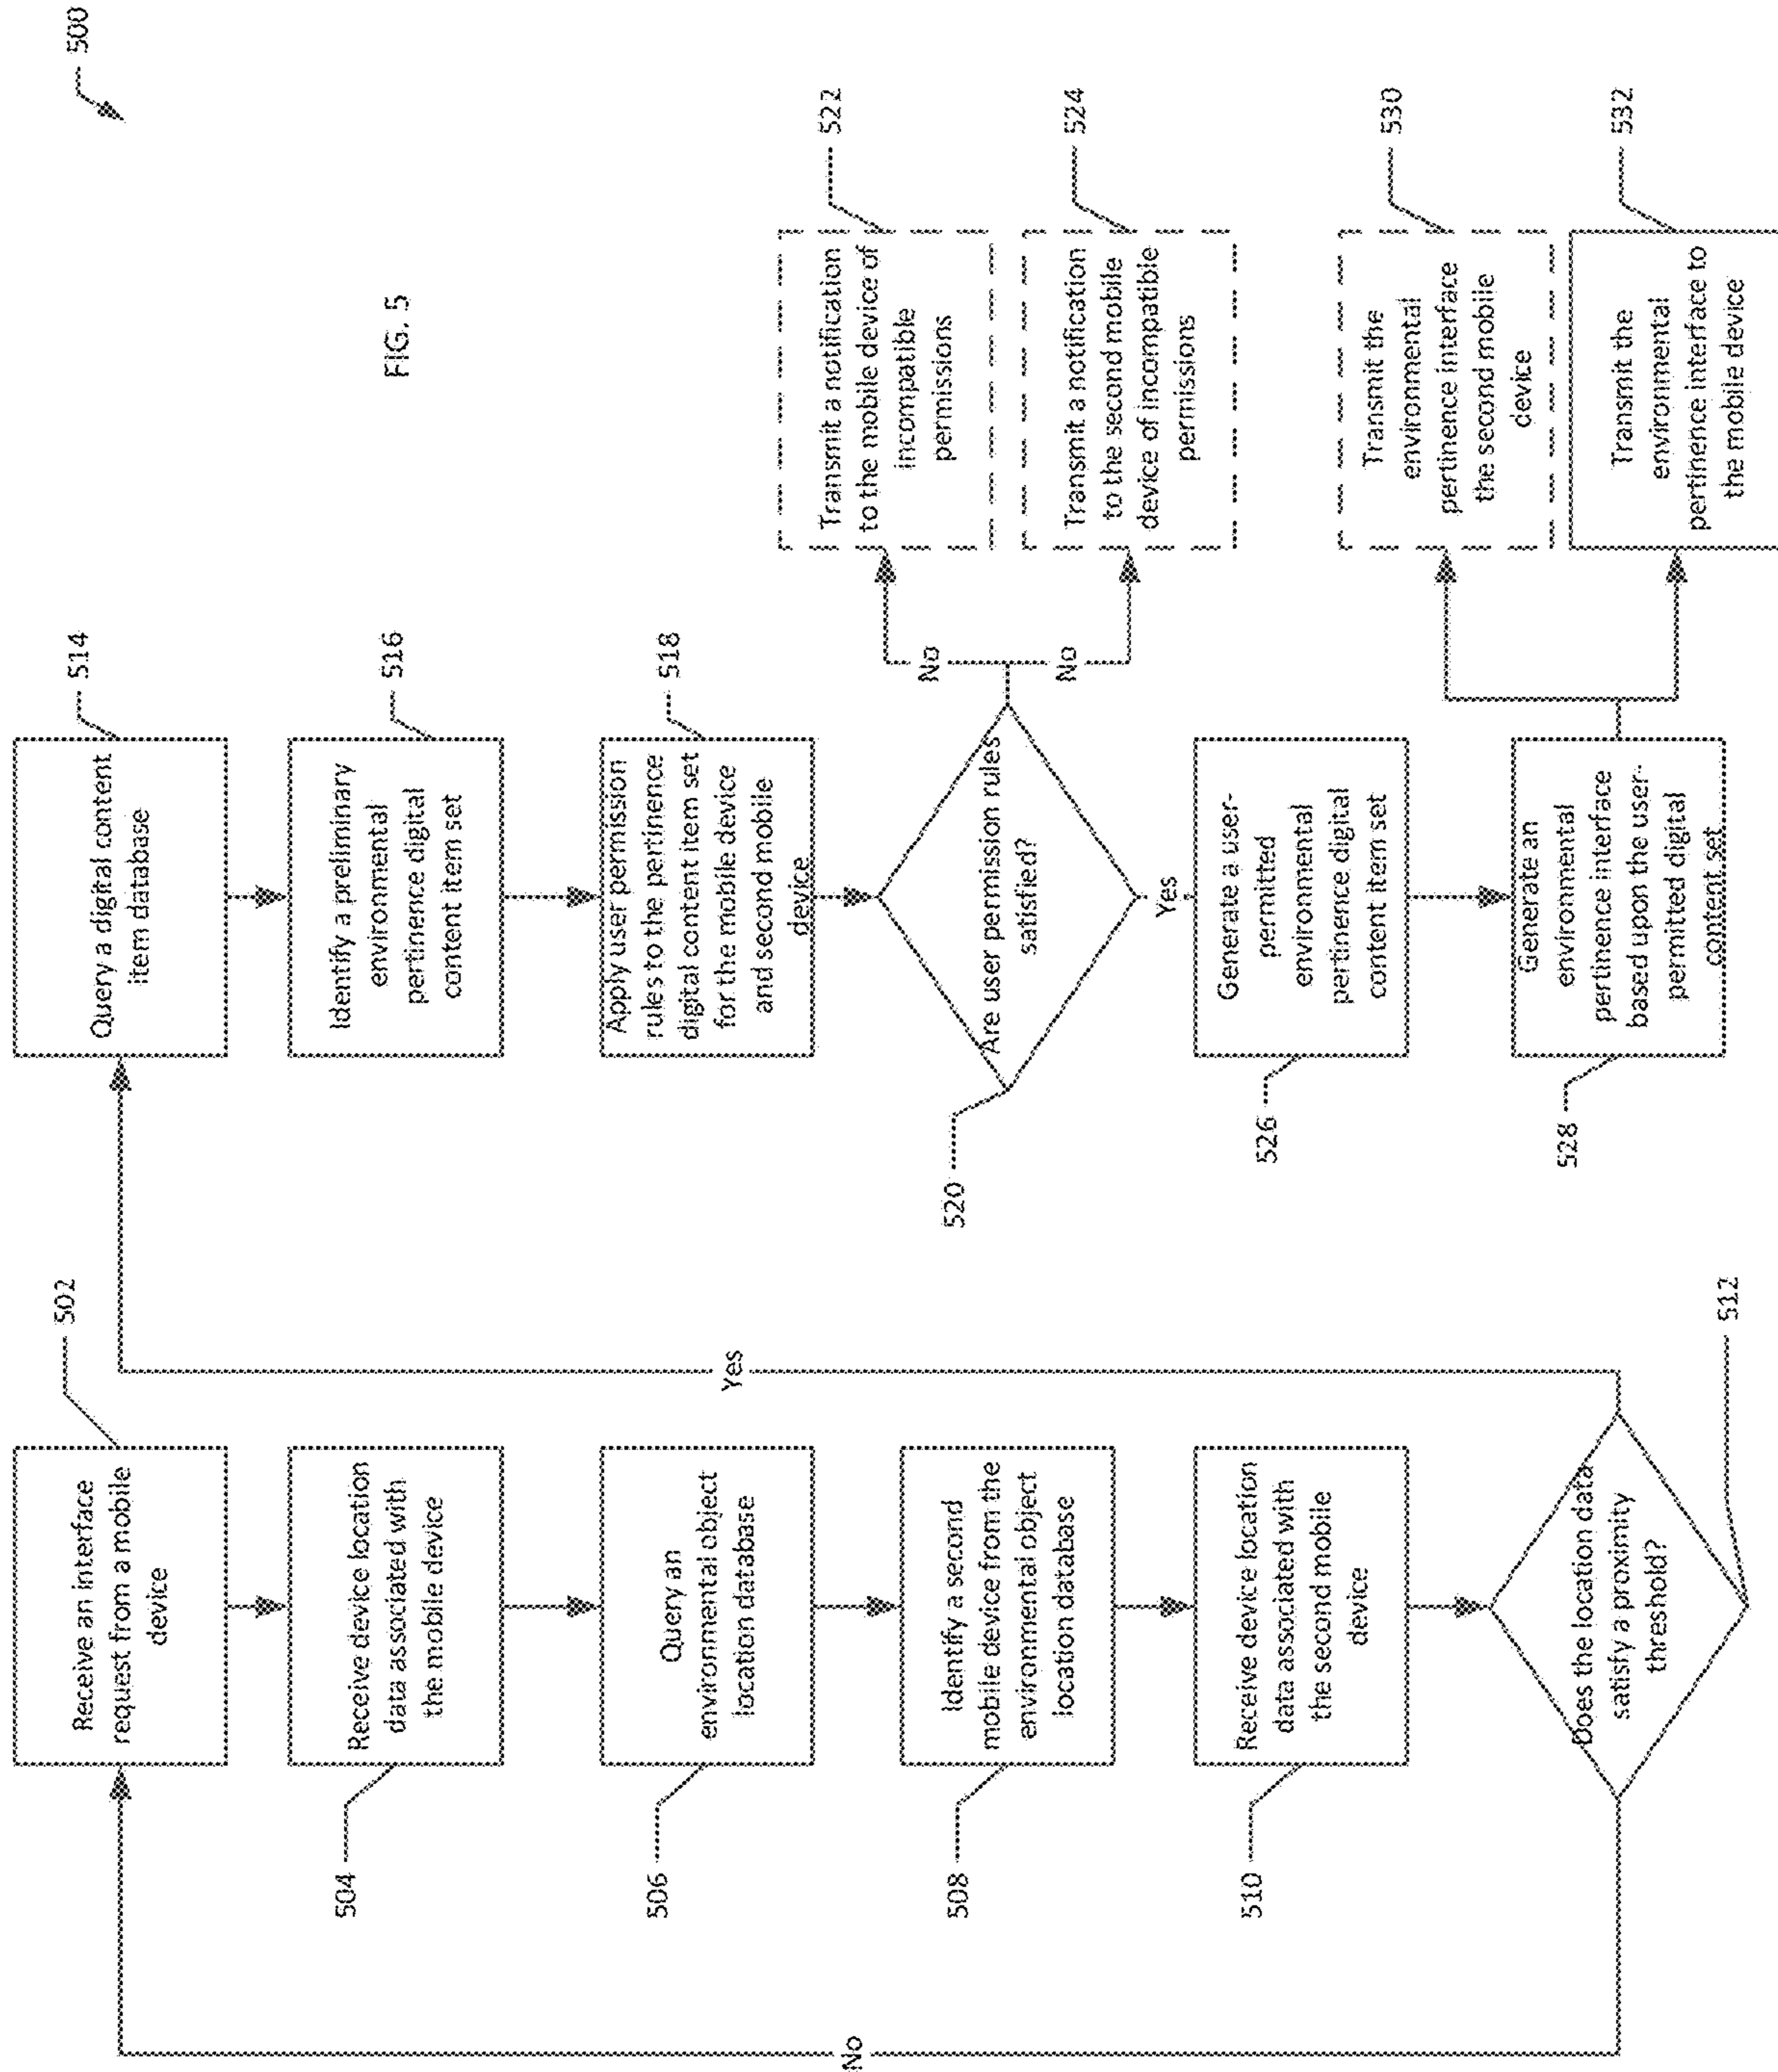 500
FIG. 5
502
Receive an interface
request from a mobile
device
504
Receive device location
data associated with
the mobile device
506
Query an
environmental object
location database
508
Identify a second
mobile device from the
environmental object
location database
510
Receive device location
data associated with
the second mobile
device
512
Does the location data
satisfy a proximity
threshold?
No
Yes
514
Query a digital content
item database
516
Identify a preliminary
environmental
pertinence digital
content item set
518
Apply user permission
rules to the pertinence
digital content item set
for the mobile device
and second mobile
device
520
Are user permission rules
satisfied?
No
No
522
Transmit a notification
to the mobile device of
incompatible
permissions
524
Transmit a notification
to the second mobile
device of incompatible
permissions
Yes
526
Generate a user-
permitted
environmental
pertinence digital
content item set
528
Generate an
environmental
pertinence interface
based upon the user-
permitted digital
content set
530
Transmit the
environmental
pertinence interface
the second mobile
device
532
Transmit the
enviromental
pertinence interface to
the mobile device